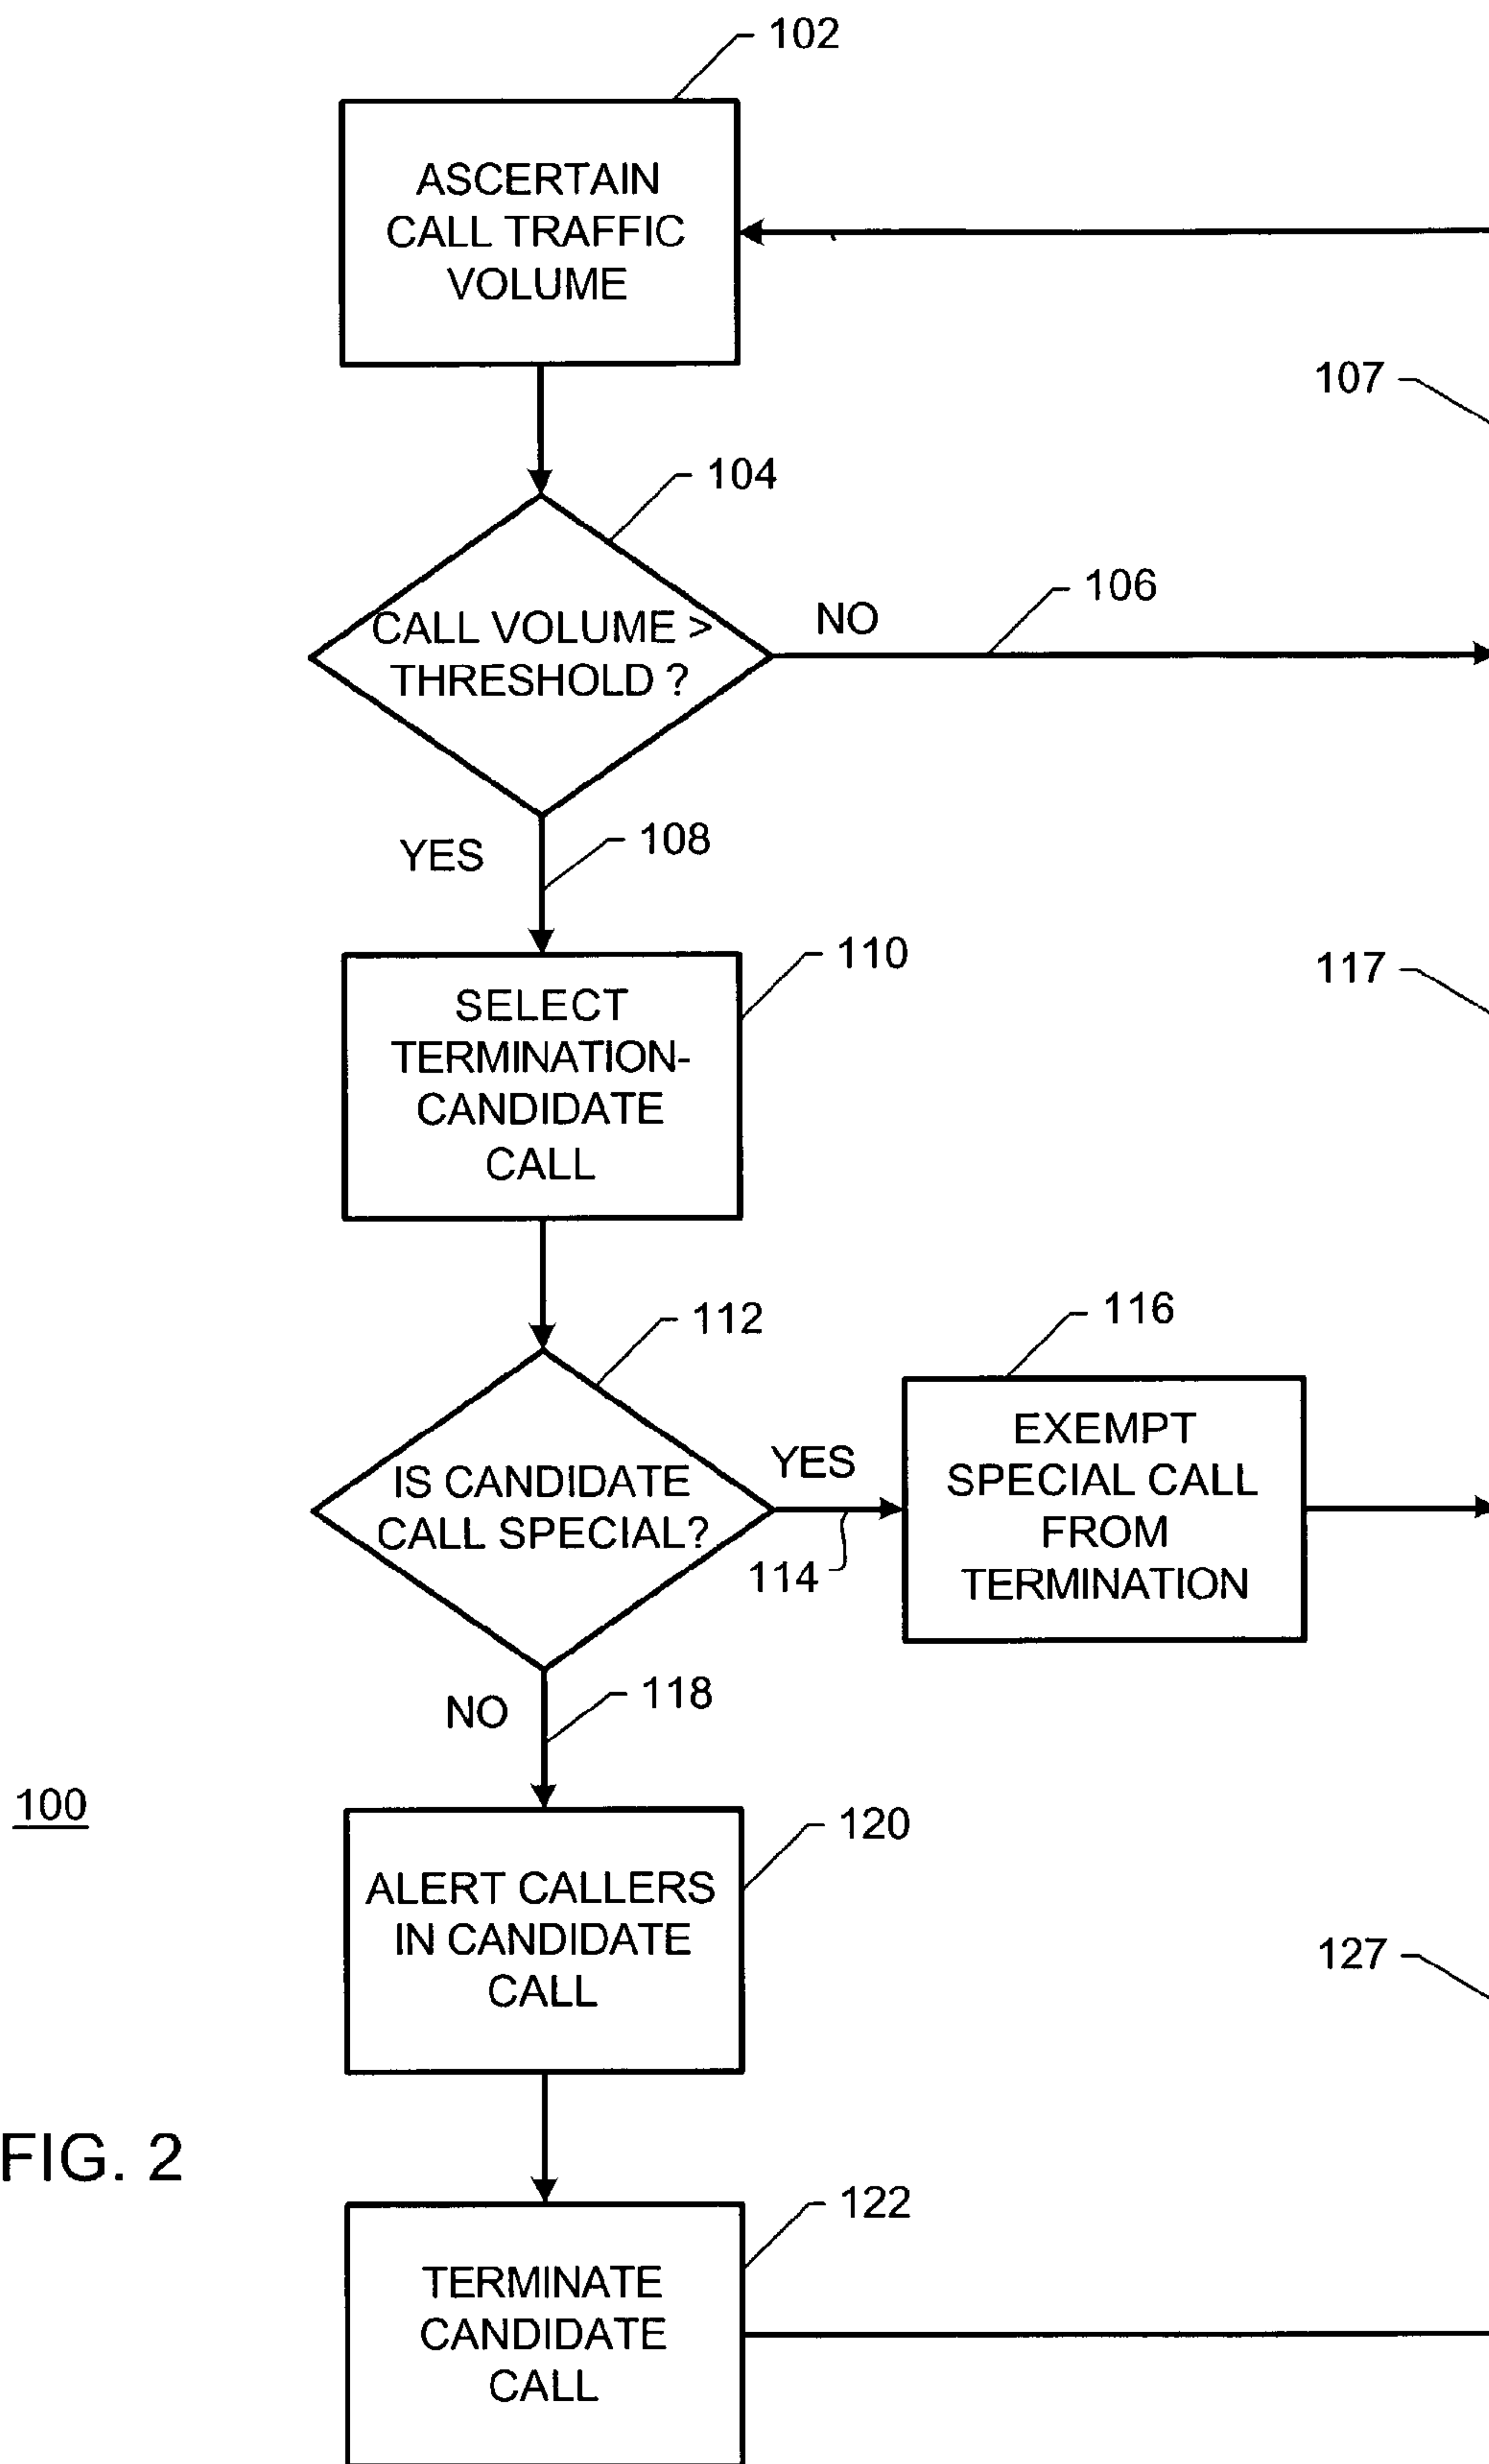 102
ASCERTAIN
CALL TRAFFIC
VOLUME
107
104
CALL VOLUME >
THRESHOLD ?
NO
106
YES
108
110
SELECT
TERMINATION-
CANDIDATE
CALL
117
112
IS CANDIDATE
CALL SPECIAL?
YES
114
116
EXEMPT
SPECIAL CALL
FROM
TERMINATION
NO
118
100
120
ALERT CALLERS
IN CANDIDATE
CALL
127
FIG. 2
122
TERMINATE
CANDIDATE
CALL